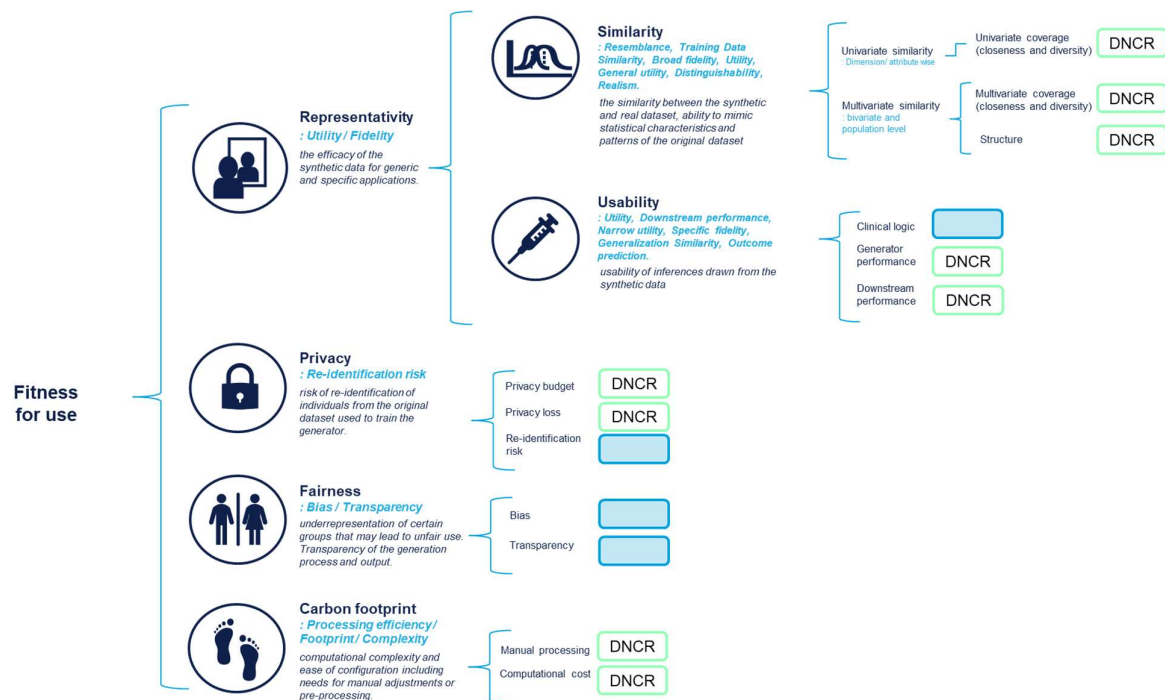 Fitness
for use
Representativity
: Utility / Fidelity
the efficacy of the
synthetic data for generic
and specific applications.
Similarity
: Resemblance, Training Data
Similarity, Broad fidelity, Utility,
General utility, Distinguishability,
Realism.
the similarity between the synthetic
and real dataset, ability to mimic
statistical characteristics and
patterns of the original dataset
Univariate similarity
: Dimension/ attribute wise
Univariate coverage
(closeness and diversity)
DNCR
Multivariate similarity
: bivariate and
population level
Multivariate coverage
(closeness and diversity)
DNCR
Structure
DNCR
Usability
: Utility, Downstream performance,
Narrow utility, Specific fidelity,
Generalization Similarity, Outcome
prediction.
usability of inferences drawn from the
synthetic data
Clinical logic
Generator
performance
DNCR
Downstream
performance
DNCR
Privacy
: Re-identification risk
risk of re-identification of
individuals from the original
dataset used to train the
generator.
Privacy budget
DNCR
Privacy loss
DNCR
Re-identification
risk
Fairness
: Bias / Transparency
underrepresentation of certain
groups that may lead to unfair use.
Transparency of the generation
process and output.
Bias
Transparency
Carbon footprint
: Processing efficiency /
Footprint / Complexity
computational complexity and
ease of configuration including
needs for manual adjustments or
pre-processing.
Manual processing
DNCR
Computational cost
DNCR